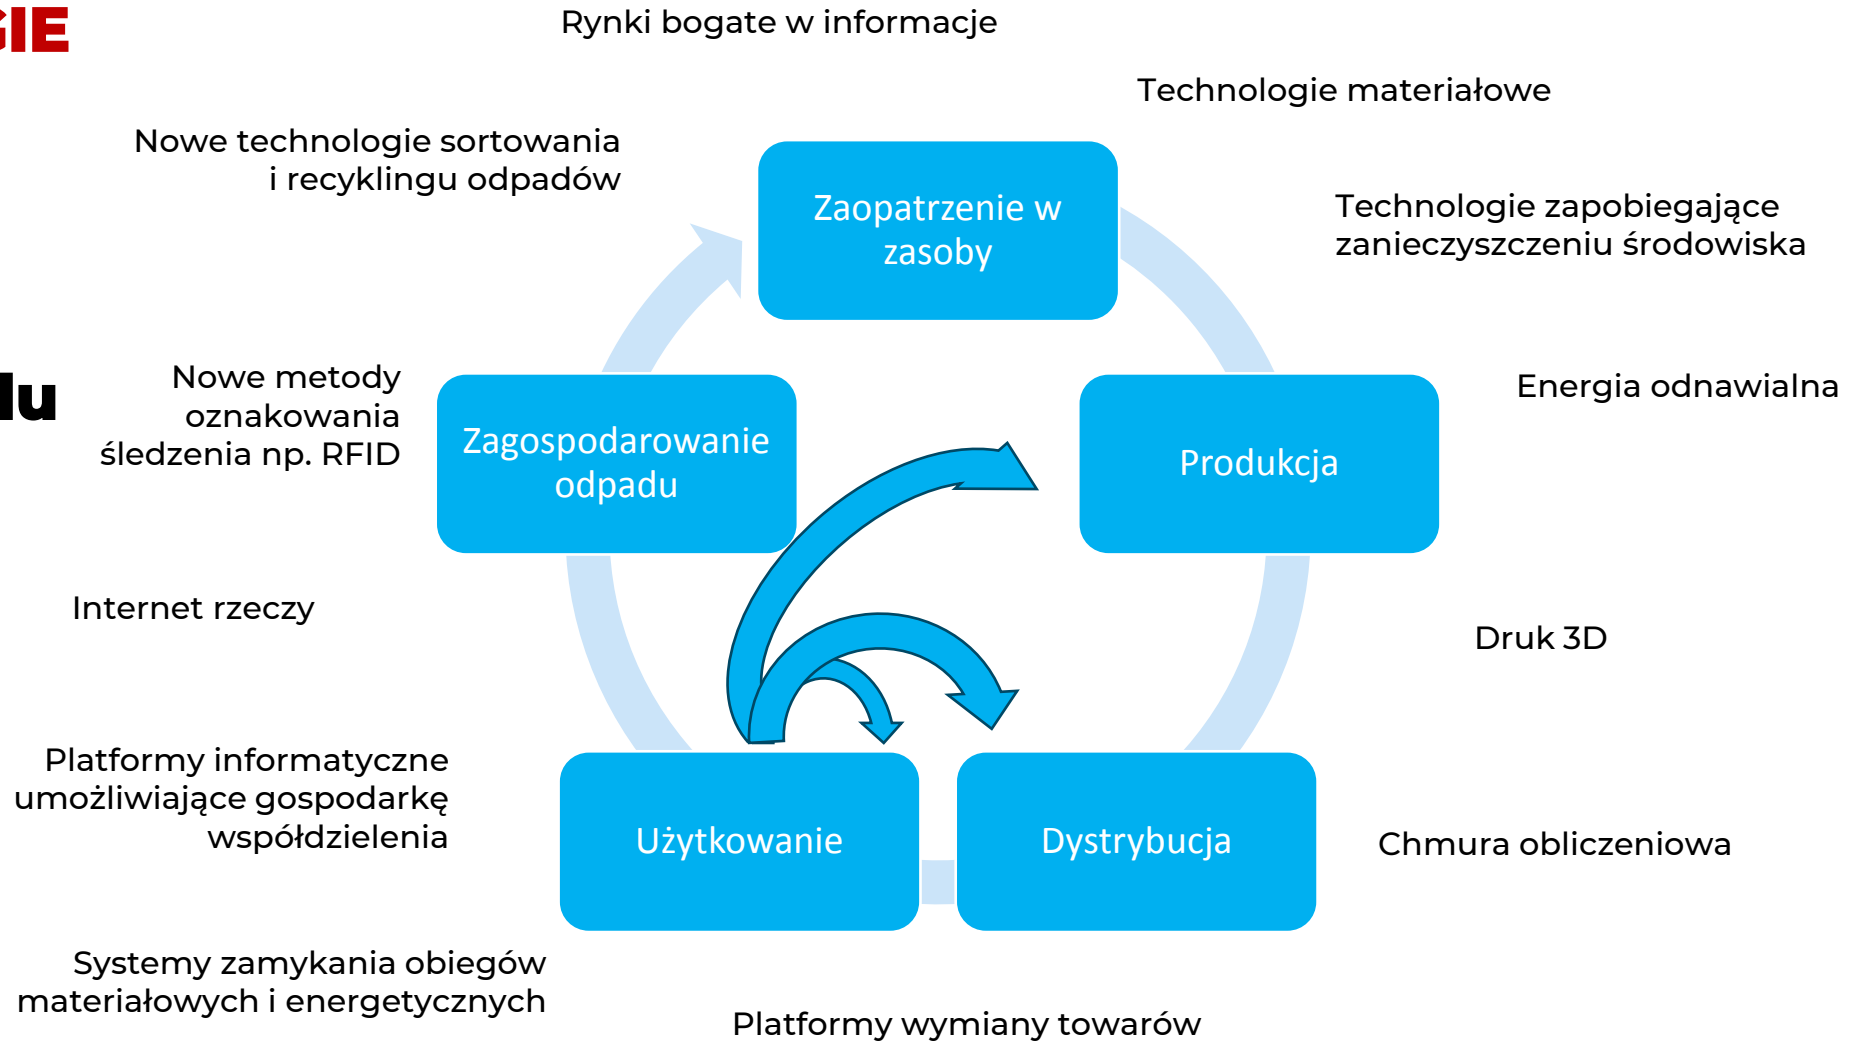 GIE
Rynki bogate w informacje
Technologie materiałowe
Nowe technologie sortowania
i recyklingu odpadów
Zaopatrzenie w
zasoby
Technologie zapobiegające
zanieczyszczeniu środowiska
lu
Nowe metody
oznakowania
śledzenia np. RFID
Zagospodarowanie
odpadu
Produkcja
Energia odnawialna
Internet rzeczy
Druk 3D
Platformy informatyczne
umożliwiające gospodarkę
współdzielenia
Użytkowanie
Dystrybucja
Chmura obliczeniowa
Systemy zamykania obiegów
materiałowych i energetycznych
Platformy wymiany towarów